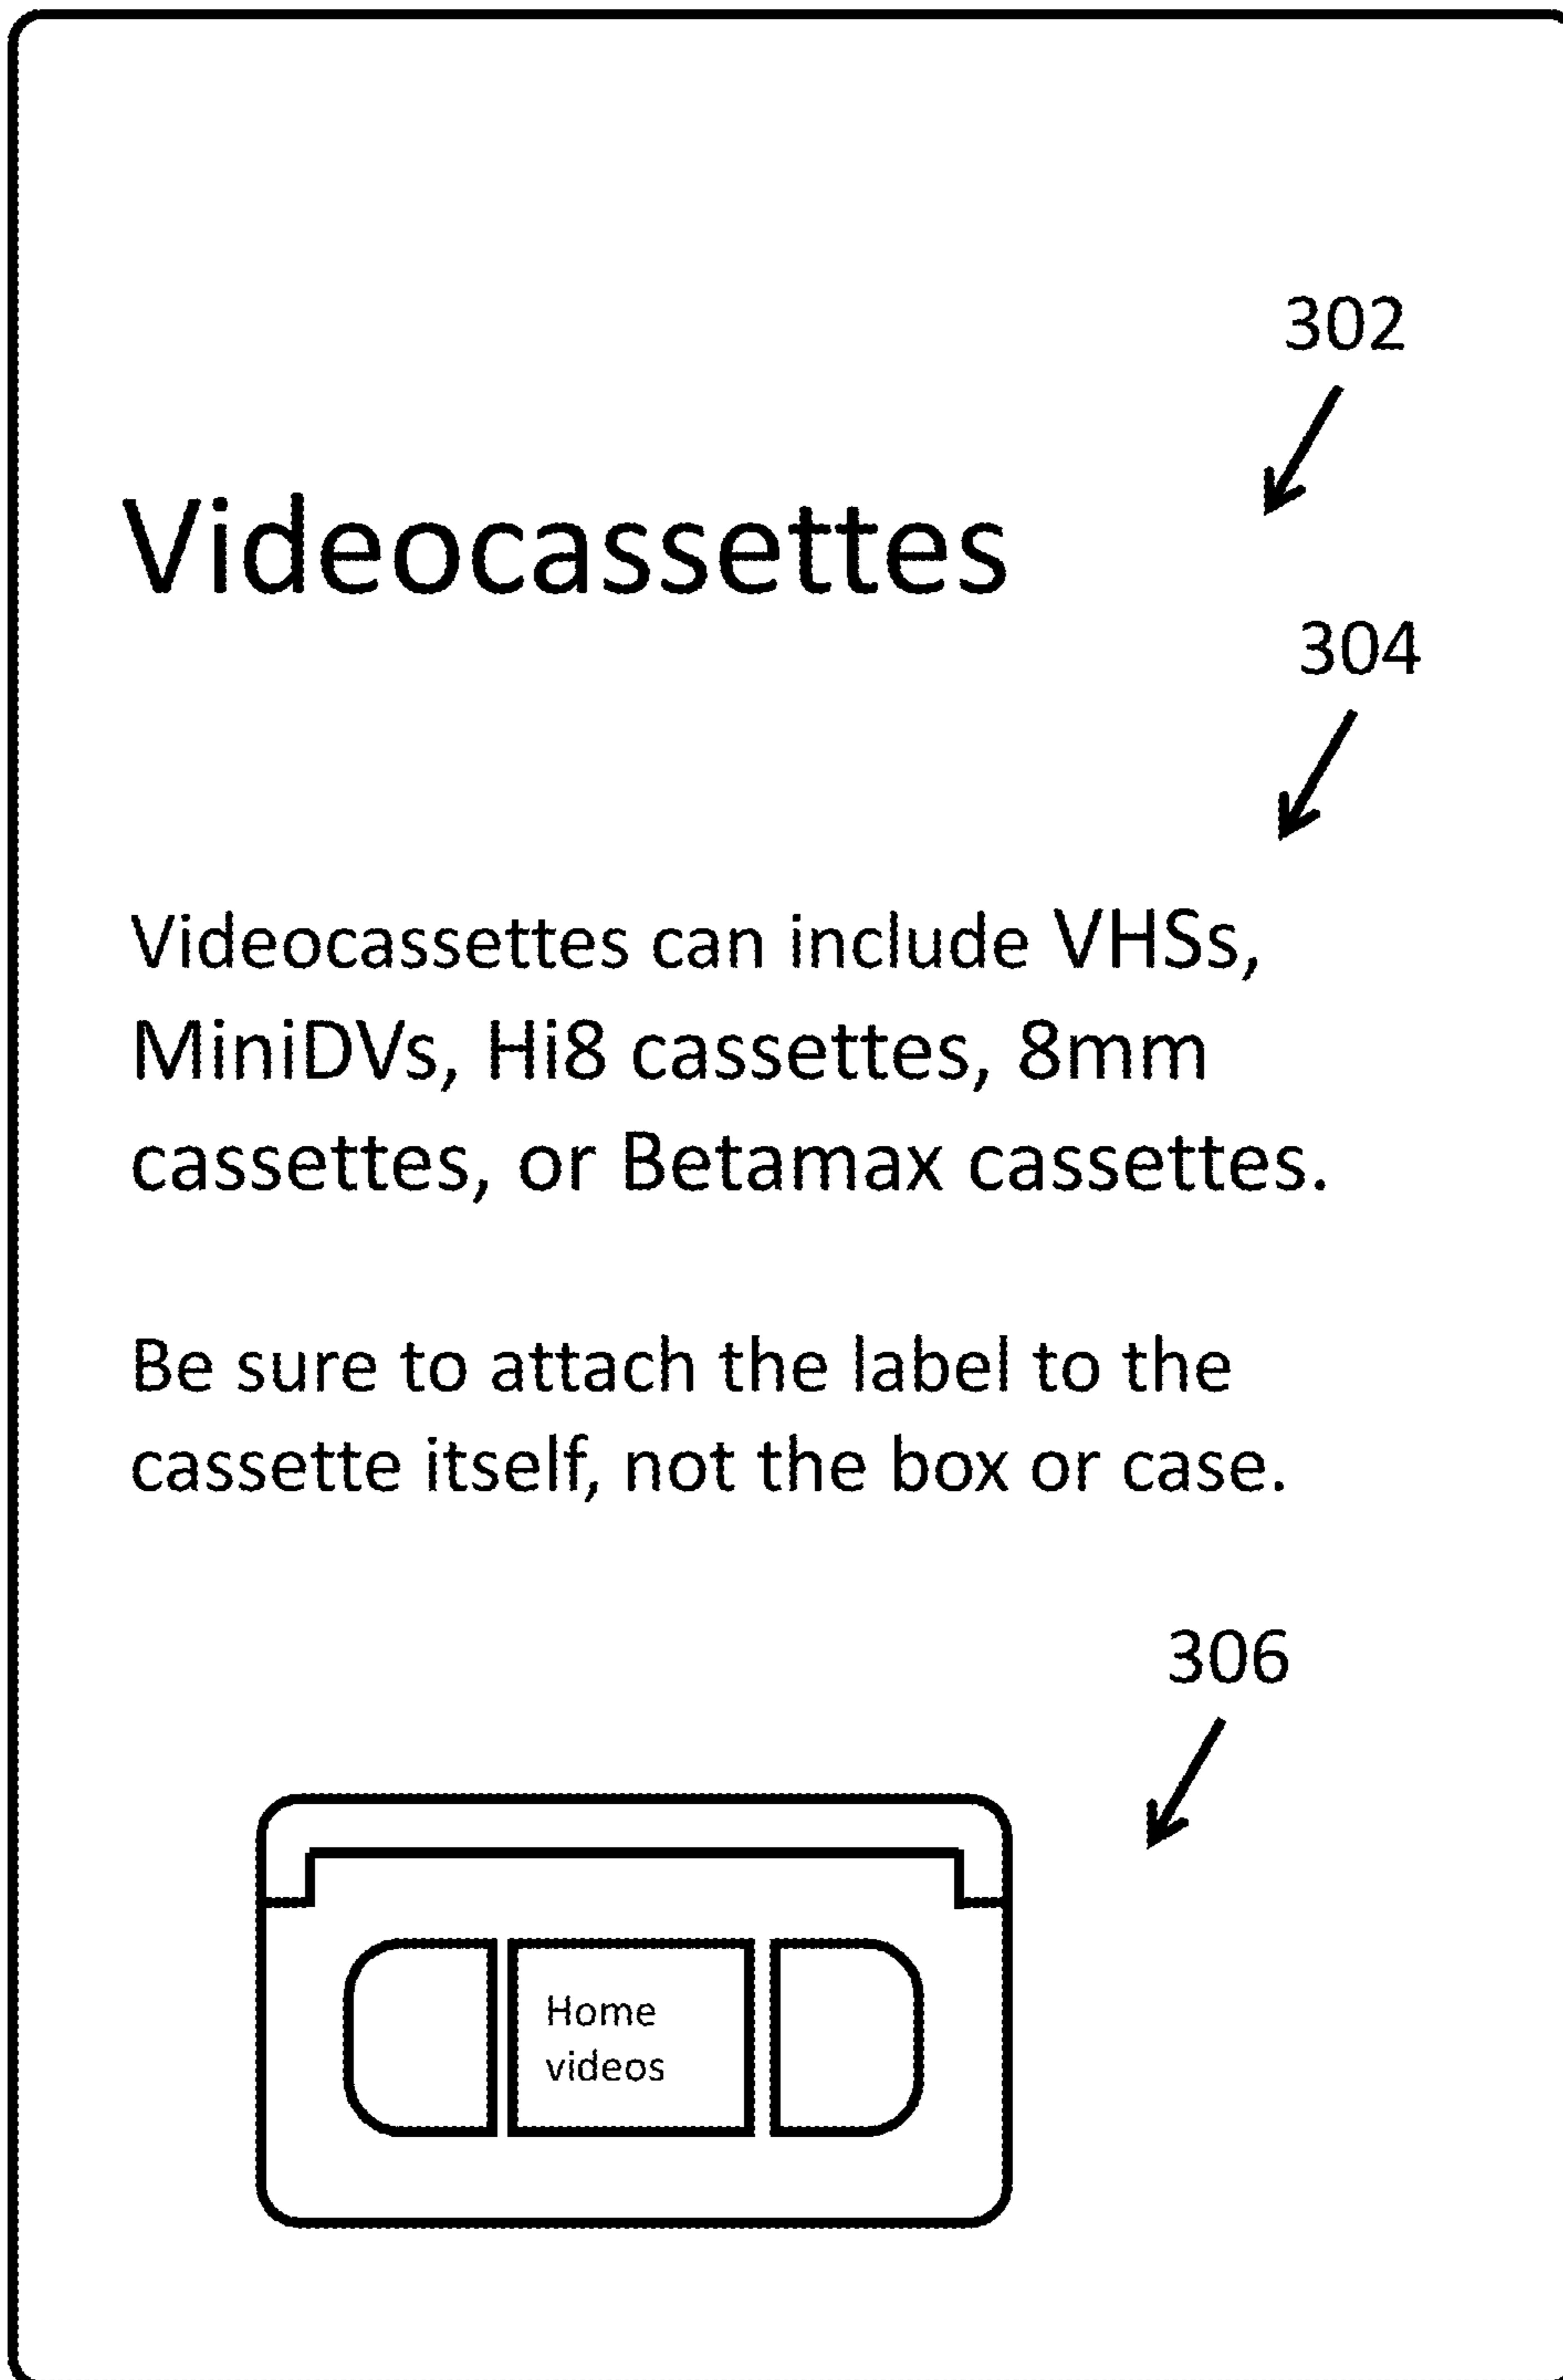 302
Videocassettes
304
Videocassettes can include VHSs,
MiniDVs, Hi8 cassettes, 8mm
cassettes, or Betamax cassettes.
Be sure to attach the label to the
cassette itself, not the box or case.
306
Home
videos